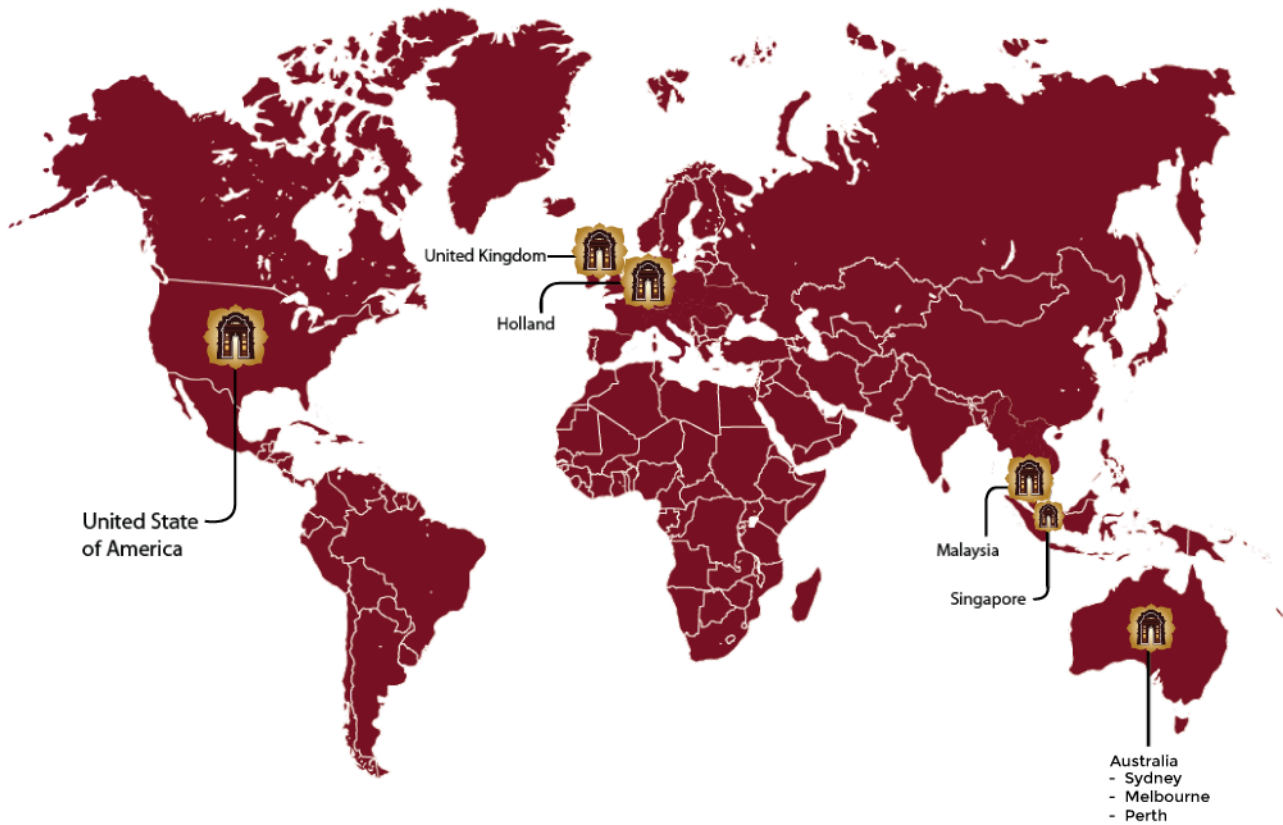 United Kingdom
Holland
United State
of America
Malaysia
Singapore
Australia
- Sydney
- Melbourne
- Perth